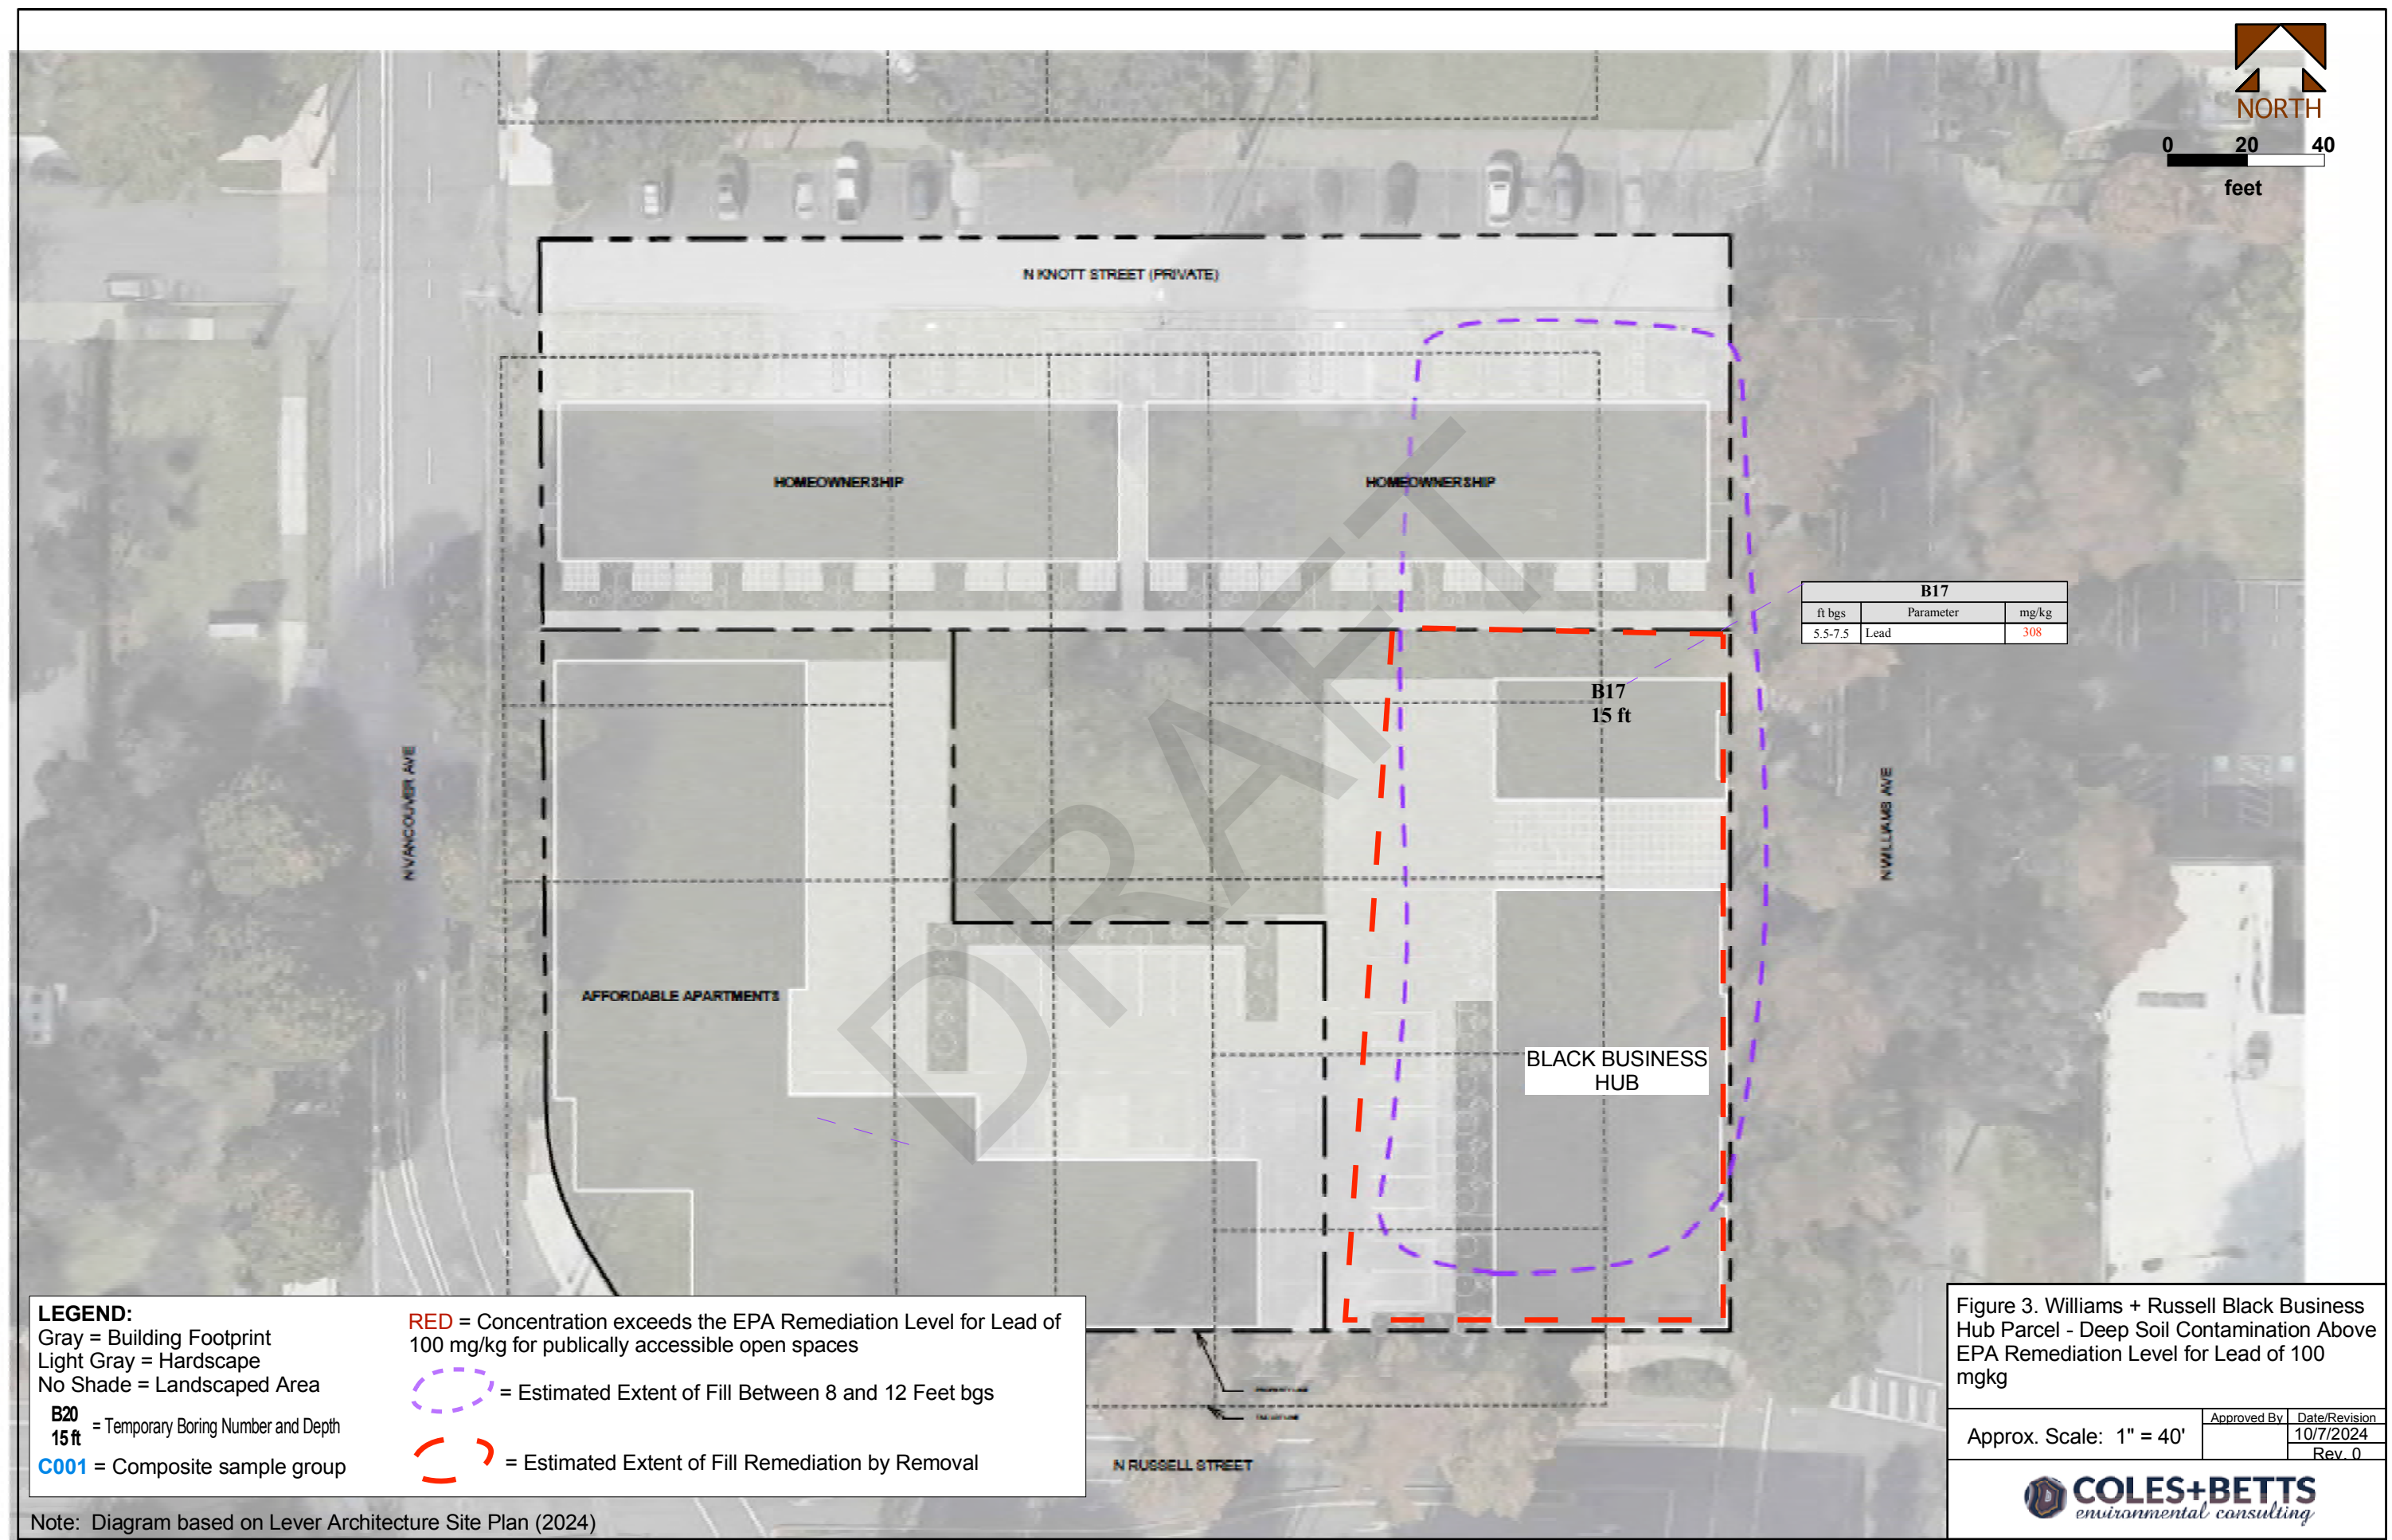 NORTH
0 20 40
feet
N KNOTT STREET (PRIVATE)
HOMEOWNERSHIP
HOMEOWNERSHIP
B17
ft bgs Parameter mg/kg
5.5-7.5 Lead 308
B17
15 ft
N VANCOUVER AVE
N WILLIAMS AVE
DRAFT
AFFORDABLE APARTMENTS
BLACK BUSINESS
HUB
N RUSSELL STREET
LEGEND:
Gray = Building Footprint
Light Gray = Hardscape
No Shade = Landscaped Area
B20
15 ft = Temporary Boring Number and Depth
C001 = Composite sample group
RED = Concentration exceeds the EPA Remediation Level for Lead of
100 mg/kg for publically accessible open spaces
= Estimated Extent of Fill Between 8 and 12 Feet bgs
= Estimated Extent of Fill Remediation by Removal
Note: Diagram based on Lever Architecture Site Plan (2024)
Figure 3. Williams + Russell Black Business
Hub Parcel - Deep Soil Contamination Above
EPA Remediation Level for Lead of 100
mgkg
Approx. Scale: 1" = 40'
Approved By
Date/Revision
10/7/2024
Rev. 0
COLES+BETTS
environmental consulting